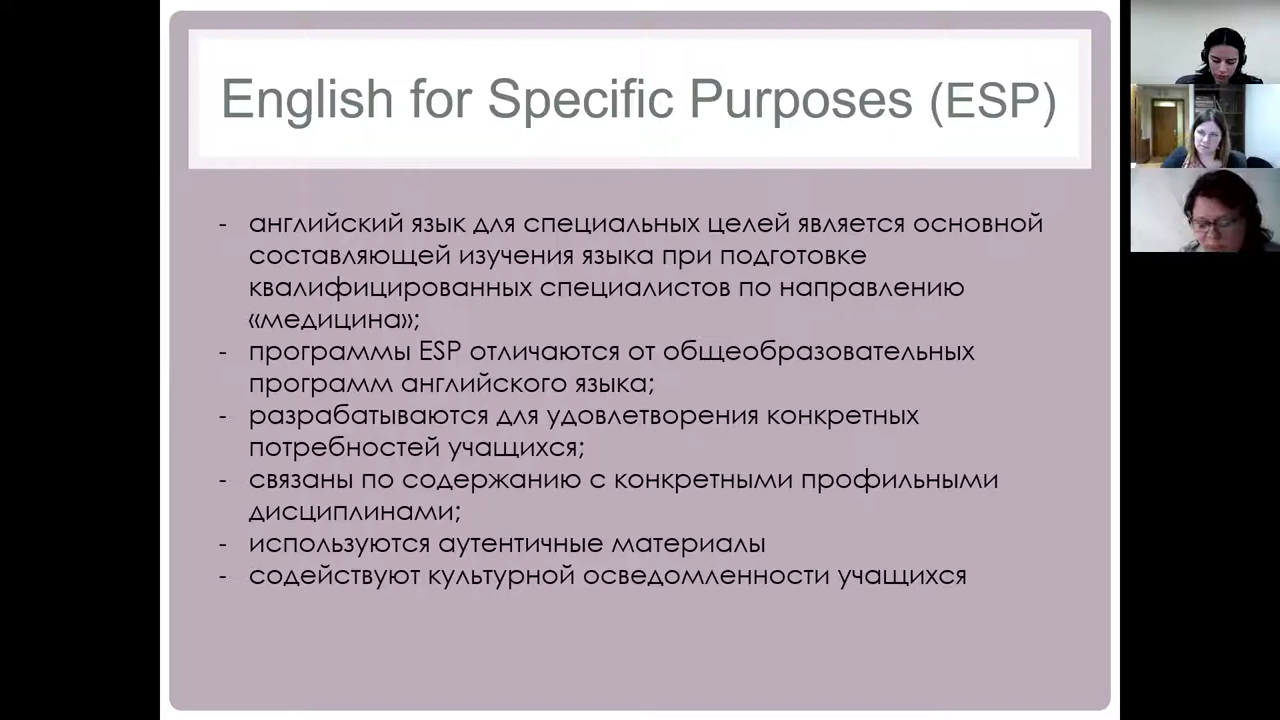 English for Specific Purposes (ESP)
- английский язык для специальных целей является основной
составляющей изучения языка при подготовке
квалифицированных специалистов по направлению
«медицина»;
- программы ESP отличаются от общеобразовательных
программ английского языка;
- разрабатываются для удовлетворения конкретных
потребностей учащихся;
- связаны по содержанию с конкретными профильными
дисциплинами;
- используются аутентичные материалы
- содействуют культурной осведомленности учащихся